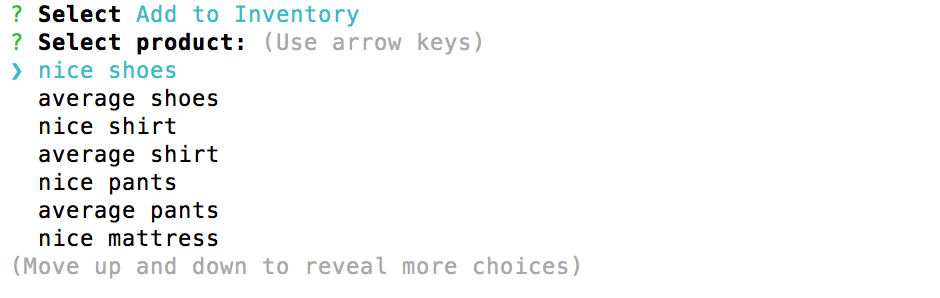 ? Select Add to Inventory
? Select product: (Use arrow keys)
❯ nice shoes
average shoes
nice shirt
average shirt
nice pants
average pants
nice mattress
(Move up and down to reveal more choices)